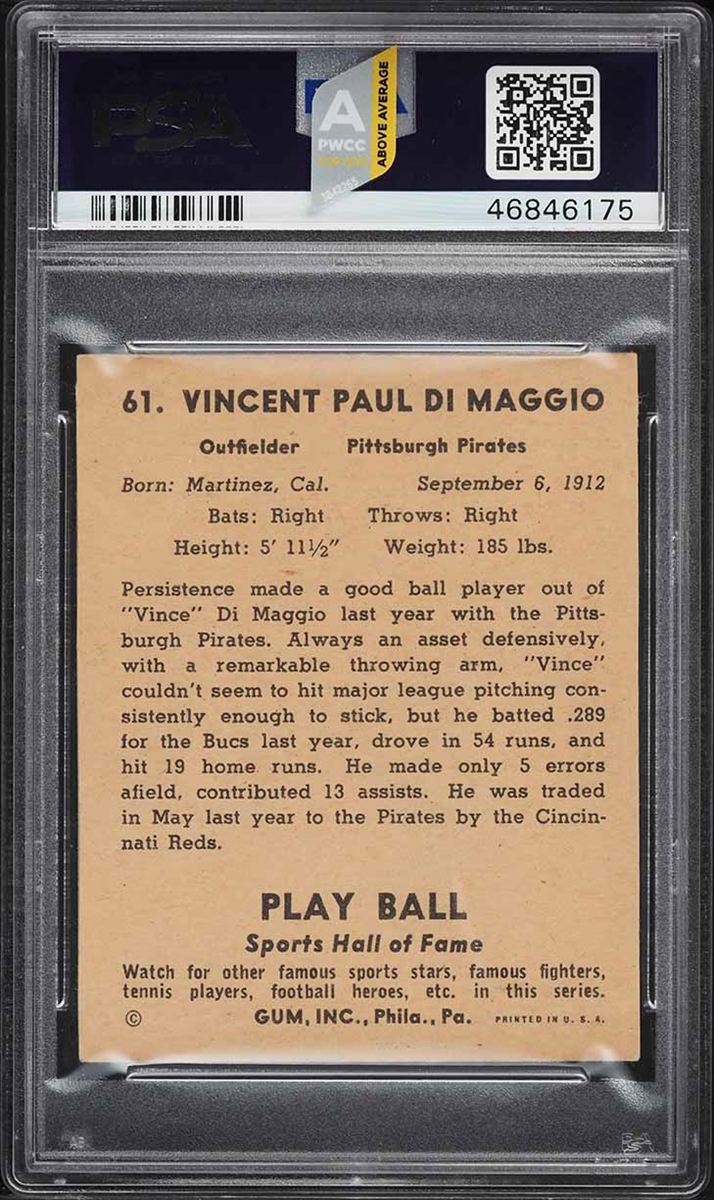 PSA
A
PWCC
ABOVE AVERAGE
46846175
61. VINCENT PAUL DI MAGGIO
Outfielder Pittsburgh Pirates
Born: Martinez, Cal. September 6, 1912
Bats: Right Throws: Right
Height: 5′ 11½″ Weight: 185 lbs.
Persistence made a good ball player out of
"Vince" Di Maggio last year with the Pitts-
burgh Pirates. Always an asset defensively,
with a remarkable throwing arm, "Vince"
couldn't seem to hit major league pitching con-
sistently enough to stick, but he batted .289
for the Bucs last year, drove in 54 runs, and
hit 19 home runs. He made only 5 errors
afield, contributed 13 assists. He was traded
in May last year to the Pirates by the Cincin-
nati Reds.
PLAY BALL
Sports Hall of Fame
Watch for other famous sports stars, famous fighters,
tennis players, football heroes, etc. in this series.
© GUM, INC., Phila., Pa. PRINTED IN U. S. A.